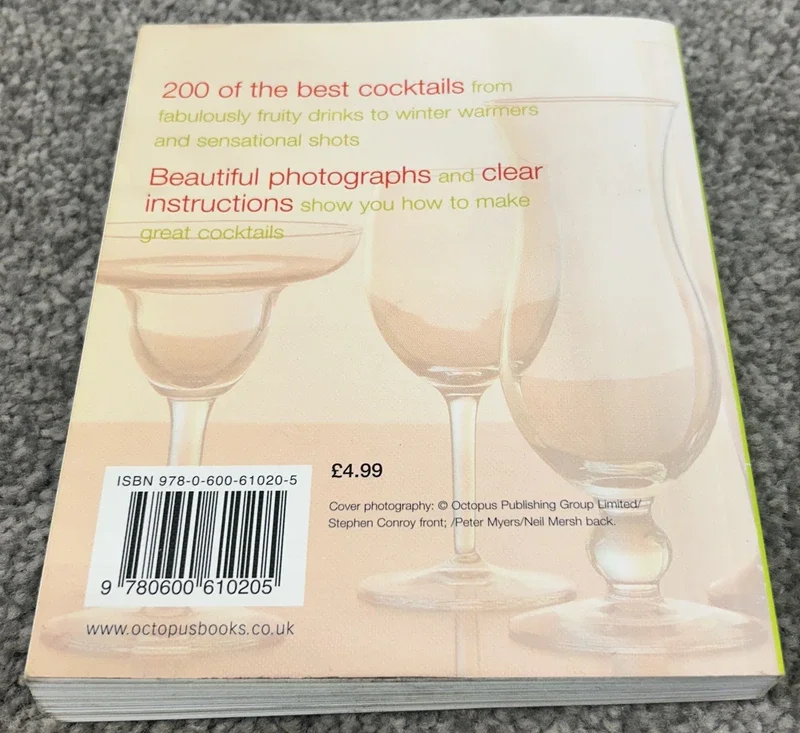 200 of the best cocktails from
fabulously fruity drinks to winter warmers
and sensational shots
Beautiful photographs and clear
instructions show you how to make
great cocktails
ISBN 978-0-600-61020-5
9 780600 610205
www.octopusbooks.co.uk
£4.99
Cover photography: © Octopus Publishing Group Limited/
Stephen Conroy front; /Peter Myers/Neil Mersh back.